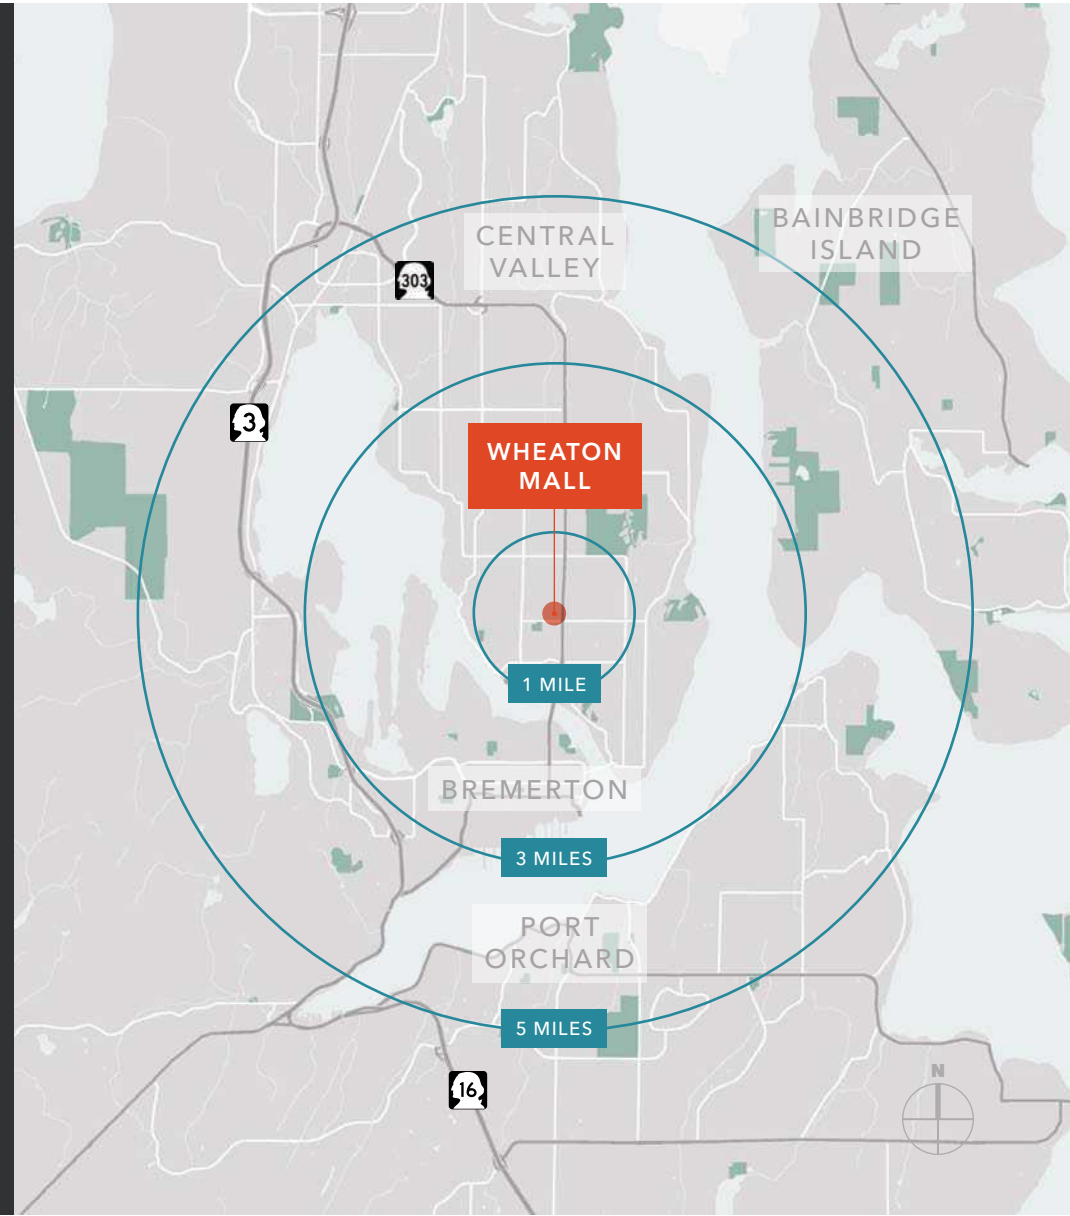 BAINBRIDGE
ISLAND
CENTRAL
VALLEY
303
3
WHEATON
MALL
1 MILE
BREMERTON
3 MILES
PORT
ORCHARD
5 MILES
N
16